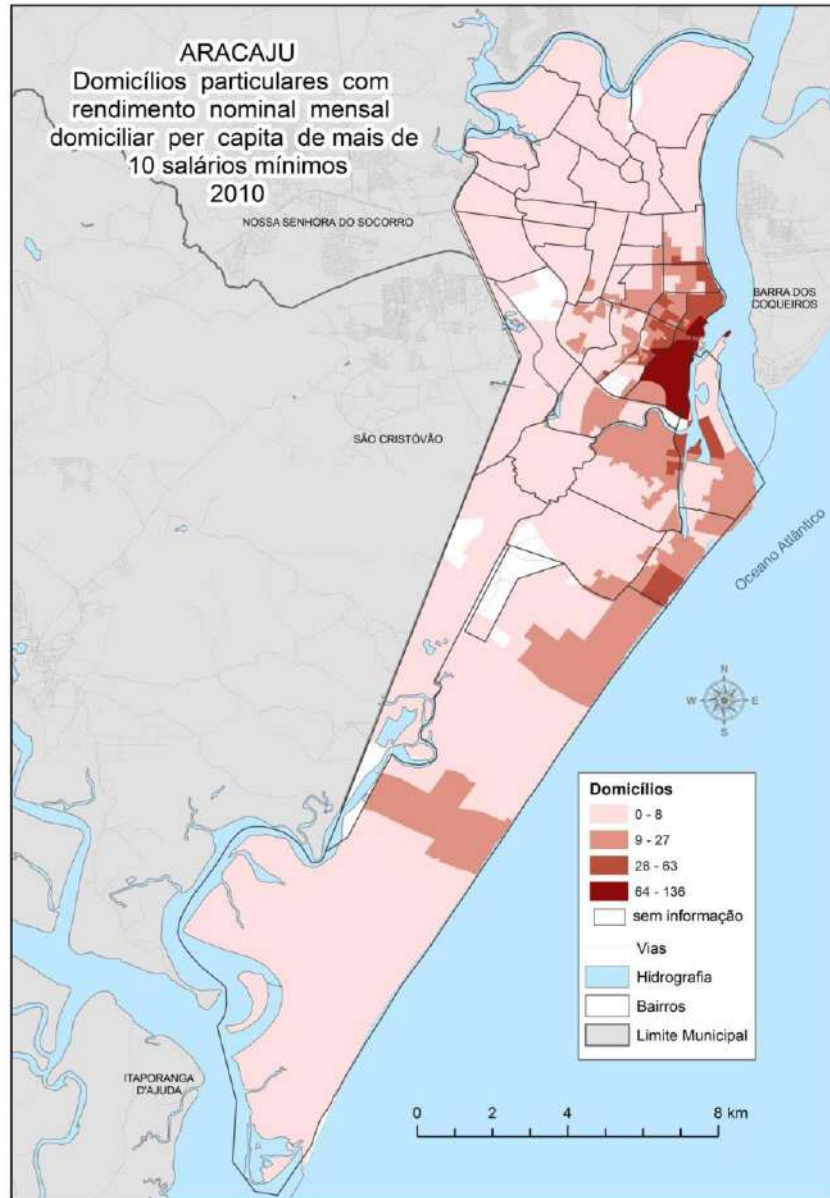 ARACAJU
Domicílios particulares com
rendimento nominal mensal
domiciliar per capita de mais de
10 salários mínimos
2010
NOSSA SENHORA DO SOCORRO
BARRA DOS
COQUEIROS
SÃO CRISTÓVÃO
Oceano Atlântico
N
W
E
S
Domicílios
0 - 8
9 - 27
28 - 63
64 - 136
sem informação
Vias
Hidrografia
Bairros
Limite Municipal
ITAPORANGA
D'AJUDA
0 2 4 8 km